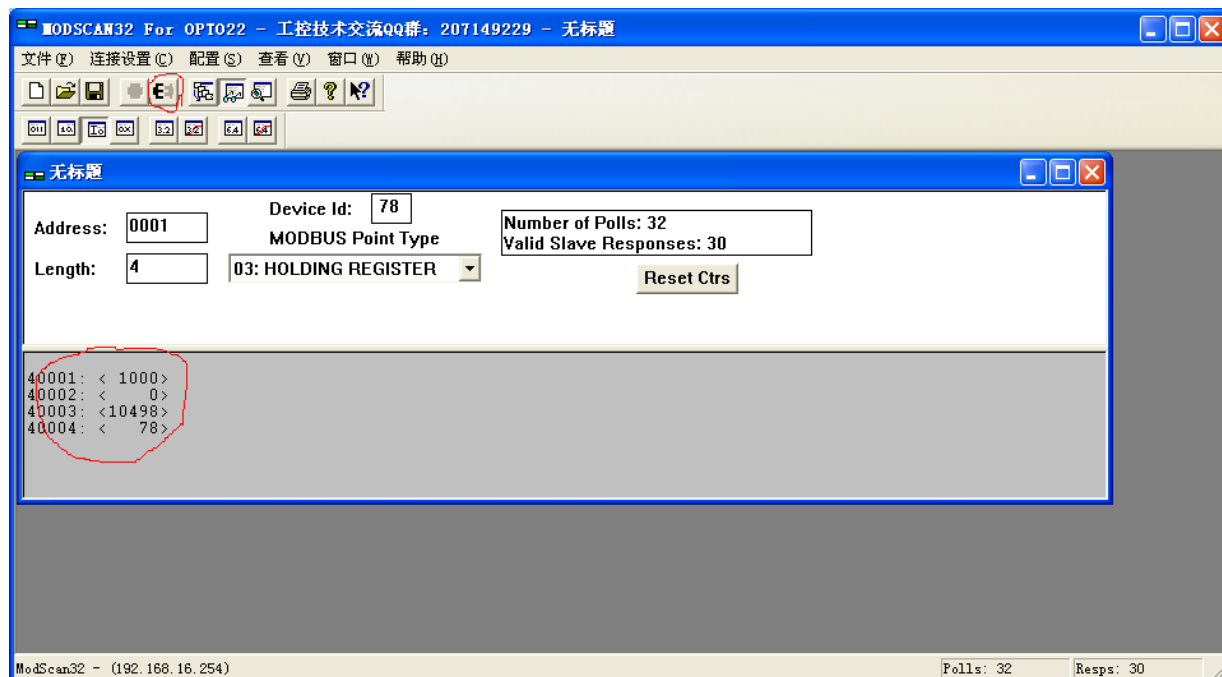 MODSCAN32 For OPTO22 - 工控技术交流QQ群：207149229 - 无标题
文件(F) 连接设置(C) 配置(S) 查看(V) 窗口(W) 帮助(H)
无标题
Address: 0001
Device Id: 78
MODBUS Point Type
Length: 4
03: HOLDING REGISTER
Number of Polls: 32
Valid Slave Responses: 30
Reset Ctrs
40001: < 1000>
40002: <    0>
40003: <10498>
40004: <   78>
ModScan32 - (192.168.16.254)
Polls: 32
Resps: 30